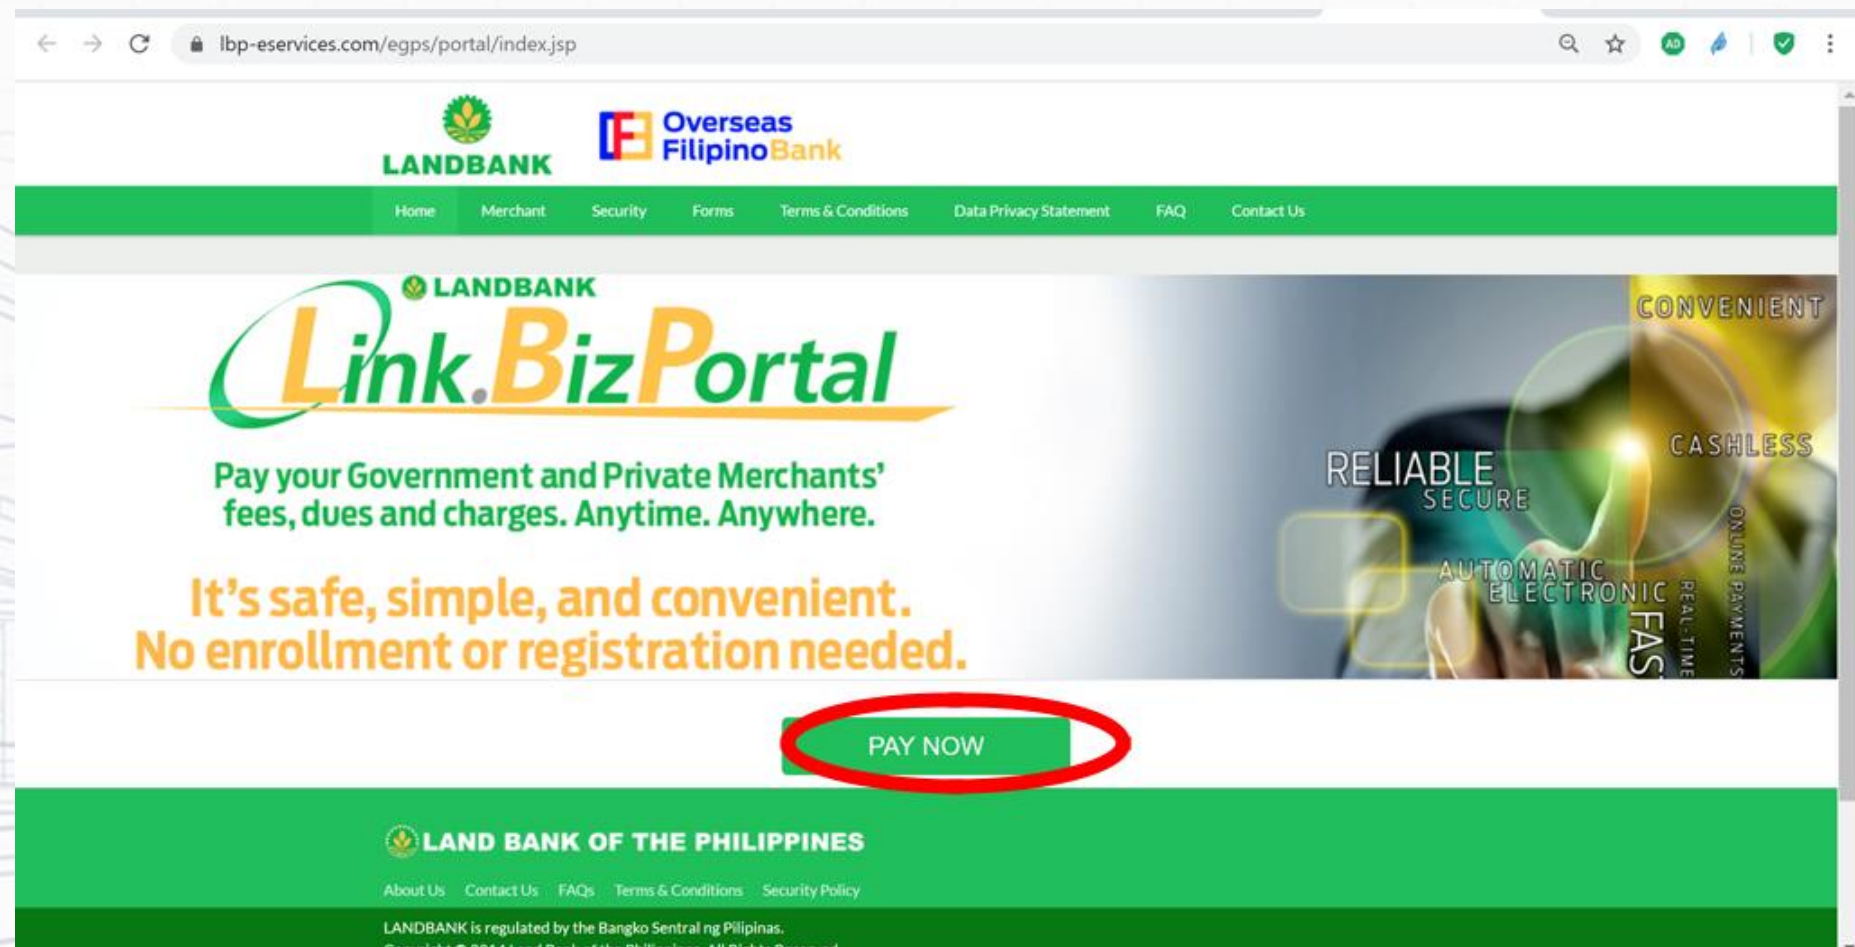 lbp-eservices.com/egps/portal/index.jsp
AD
LANDBANK
Overseas
FilipinoBank
Home Merchant Security Forms Terms & Conditions Data Privacy Statement FAQ Contact Us
LANDBANK
Link.BizPortal
Pay your Government and Private Merchants'
fees, dues and charges. Anytime. Anywhere.
It's safe, simple, and convenient.
No enrollment or registration needed.
CONVENIENT
CASHLESS
RELIABLE
SECURE
AUTOMATIC
ELECTRONIC
FAS
REAL-TIME
ONLINE PAYMENTS
PAY NOW
LAND BANK OF THE PHILIPPINES
About Us Contact Us FAQs Terms & Conditions Security Policy
LANDBANK is regulated by the Bangko Sentral ng Pilipinas.